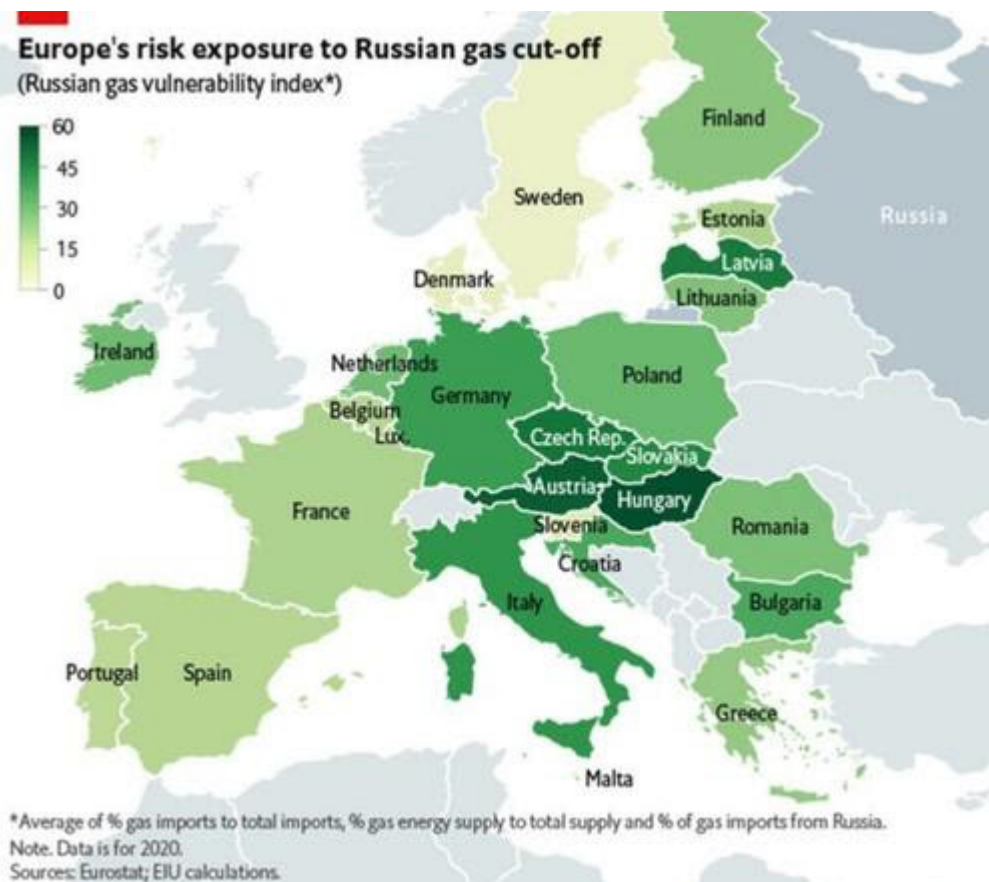 Europe's risk exposure to Russian gas cut-off
(Russian gas vulnerability index*)
60
45
30
15
0
Finland
Sweden
Russia
Estonia
Latvia
Denmark
Lithuania
Ireland
Netherlands
Poland
Germany
Belgium
Lux.
Czech Rep.
Slovakia
Austria
Hungary
France
Slovenia
Romania
Croatia
Italy
Bulgaria
Portugal
Spain
Greece
Malta
*Average of % gas imports to total imports, % gas energy supply to total supply and % of gas imports from Russia.
Note. Data is for 2020.
Sources: Eurostat; EIU calculations.